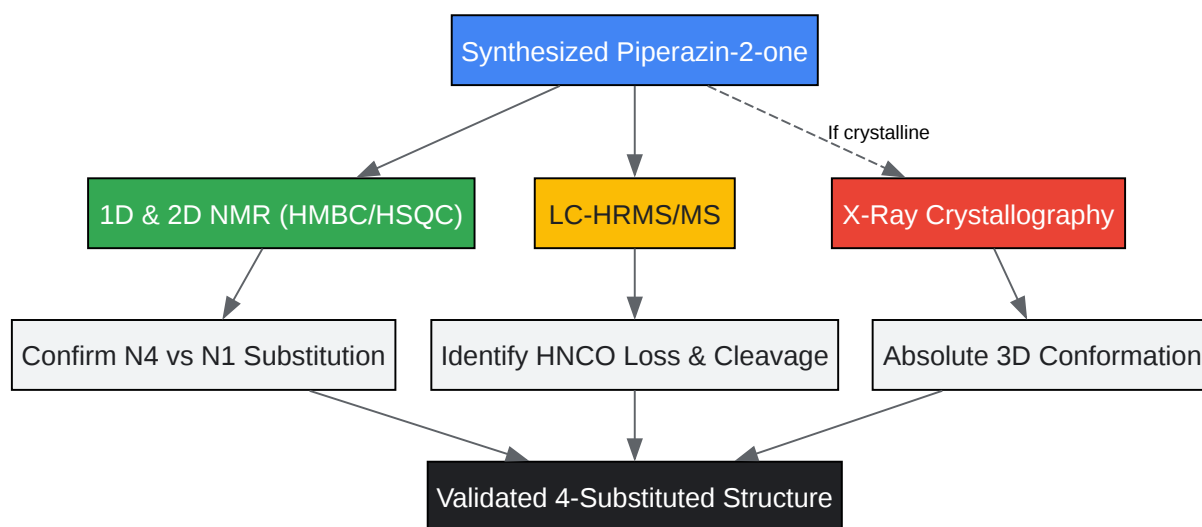 Synthesized Piperazin-2-one
If crystalline
1D & 2D NMR (HMBC/HSQC)
LC-HRMS/MS
X-Ray Crystallography
Confirm N4 vs N1 Substitution
Identify HNCO Loss & Cleavage
Absolute 3D Conformation
Validated 4-Substituted Structure